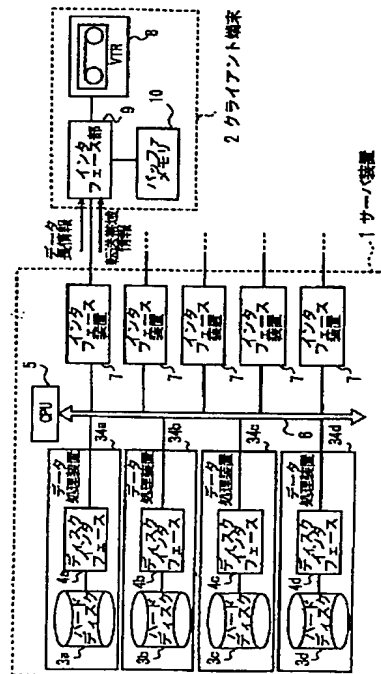 データ
処理装置
34a
3a
ハード
ディスク
4a
ディスク
インタ
フェース
データ
処理装置
34b
3b
ハード
ディスク
4b
ディスク
インタ
フェース
データ
処理装置
34c
3c
ハード
ディスク
4c
ディスク
インタ
フェース
データ
処理装置
34d
3d
ハード
ディスク
4d
ディスク
インタ
フェース
CPU
5
6
インタ
フェース
装置
7
インタ
フェース
装置
7
インタ
フェース
装置
7
インタ
フェース
装置
7
インタ
フェース
装置
7
1 サーバ装置
データ
長情報
転送帯域
情報
インタ
フェース部
9
VTR
8
バッファ
メモリ
10
2 クライアント端末